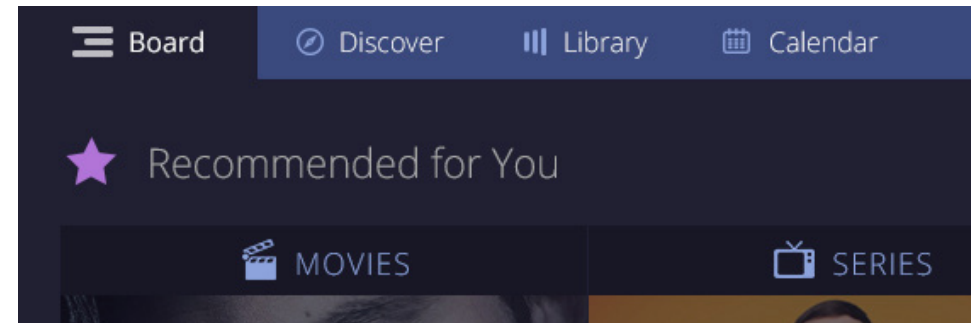 Board Discover Library Calendar
Recommended for You
MOVIES SERIES